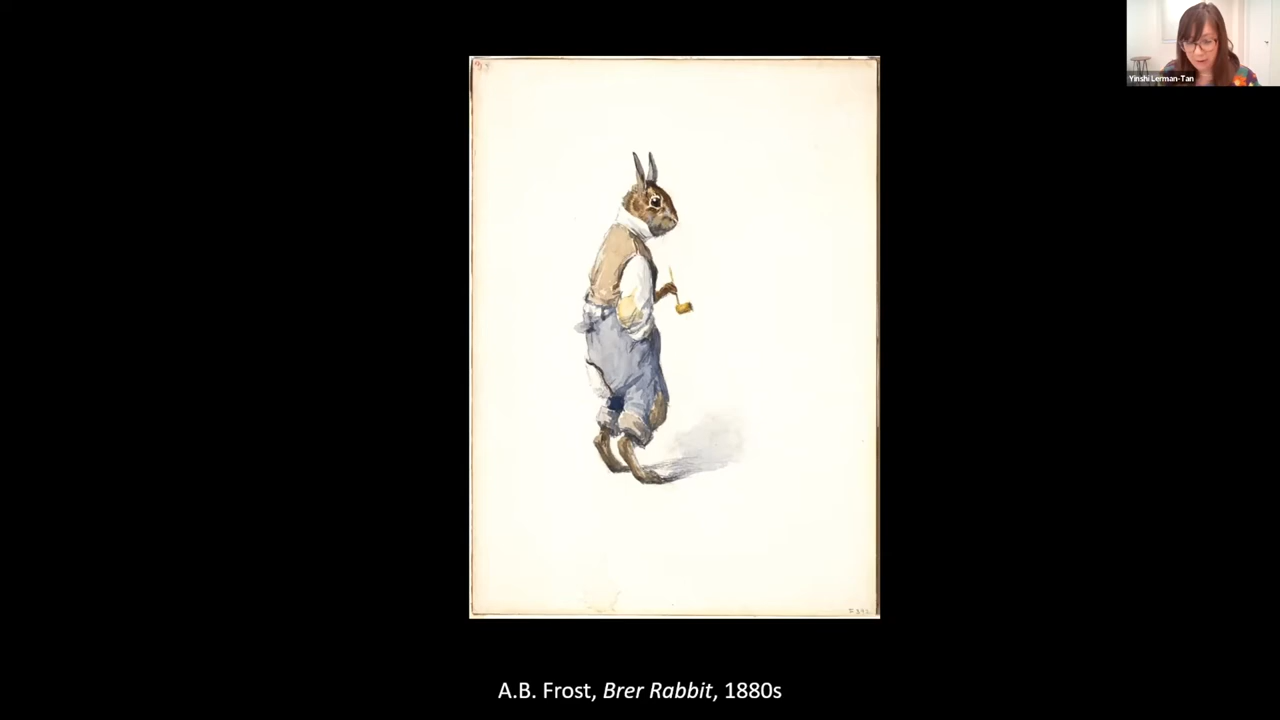 Yinshi Lerman-Tan
A.B. Frost, Brer Rabbit, 1880s